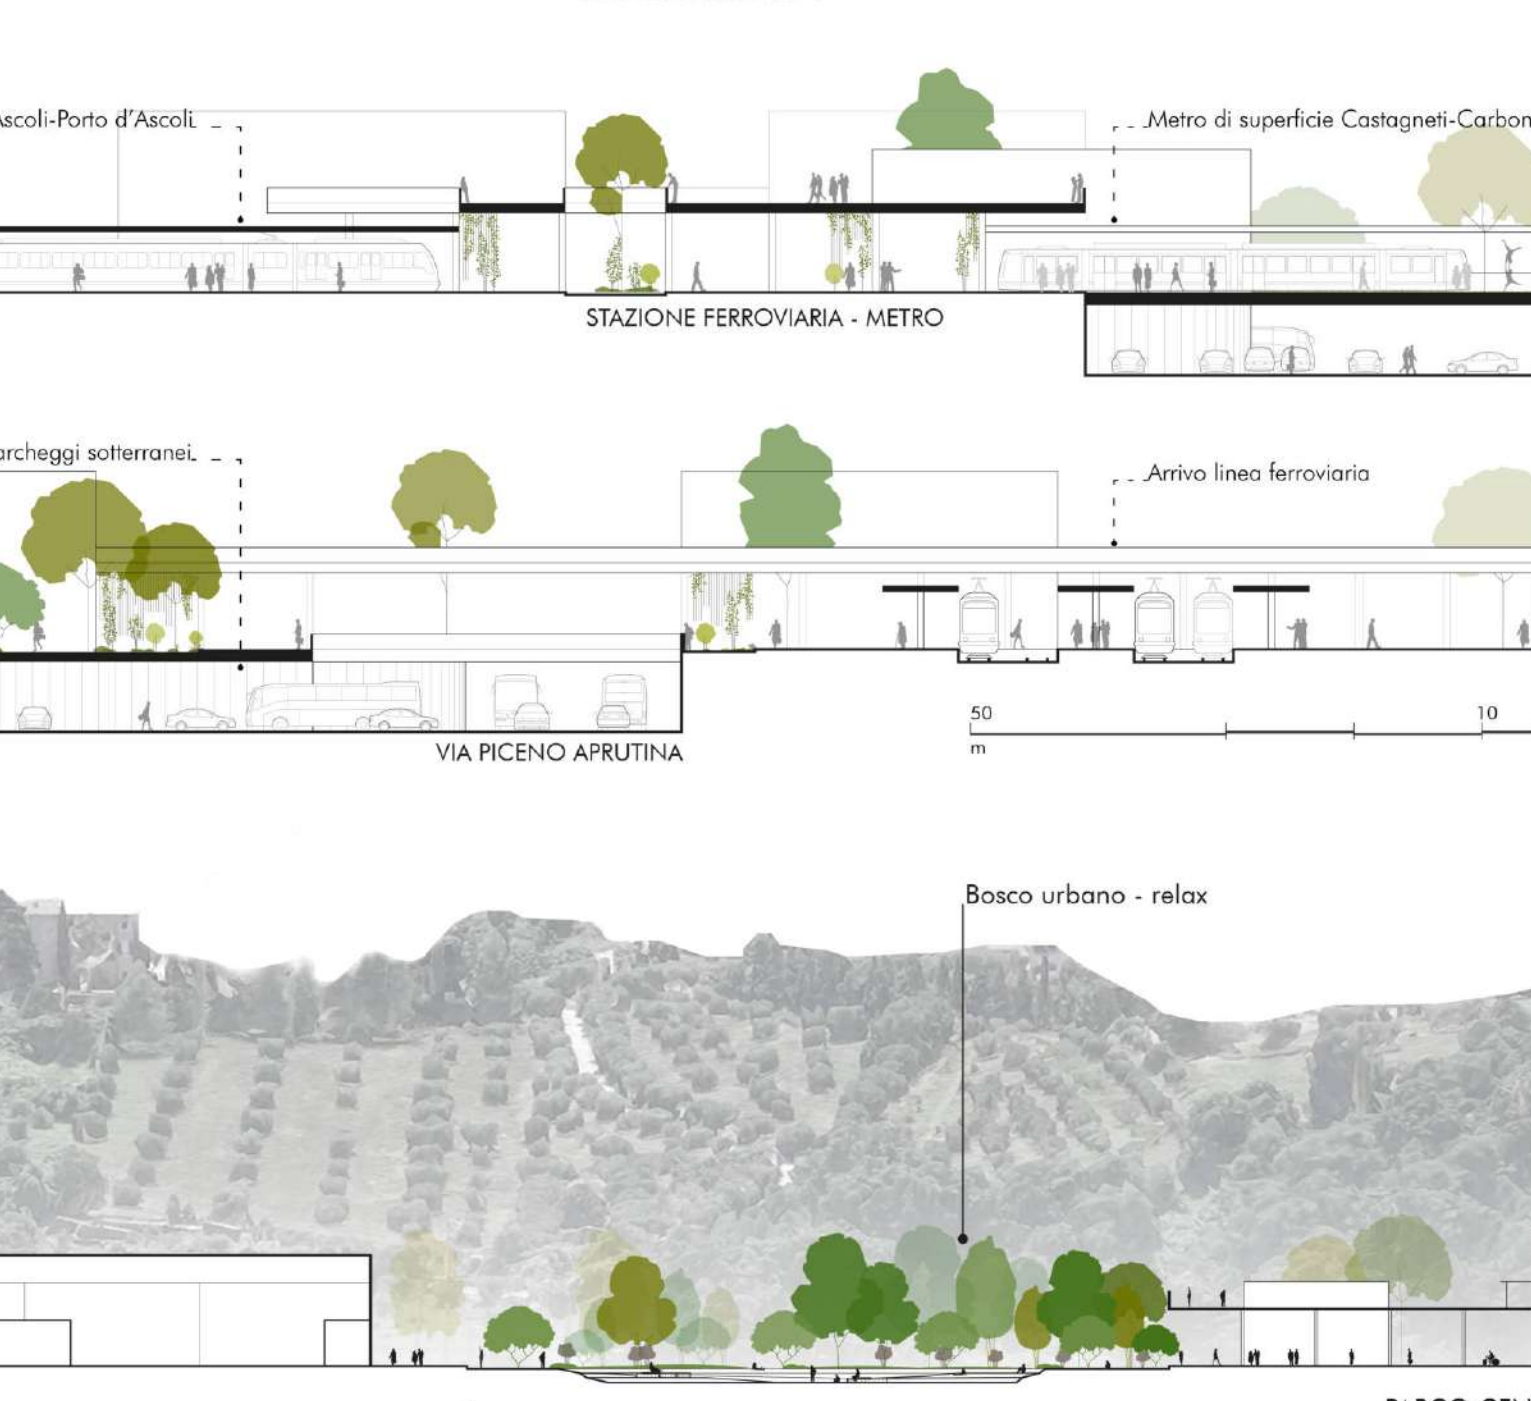 Ascoli-Porto d'Ascoli
Metro di superficie Castagneti-Carbon
STAZIONE FERROVIARIA - METRO
archeggi sotterranei
Arrivo linea ferroviaria
50
10
m
VIA PICENO APRUTINA
Bosco urbano - relax